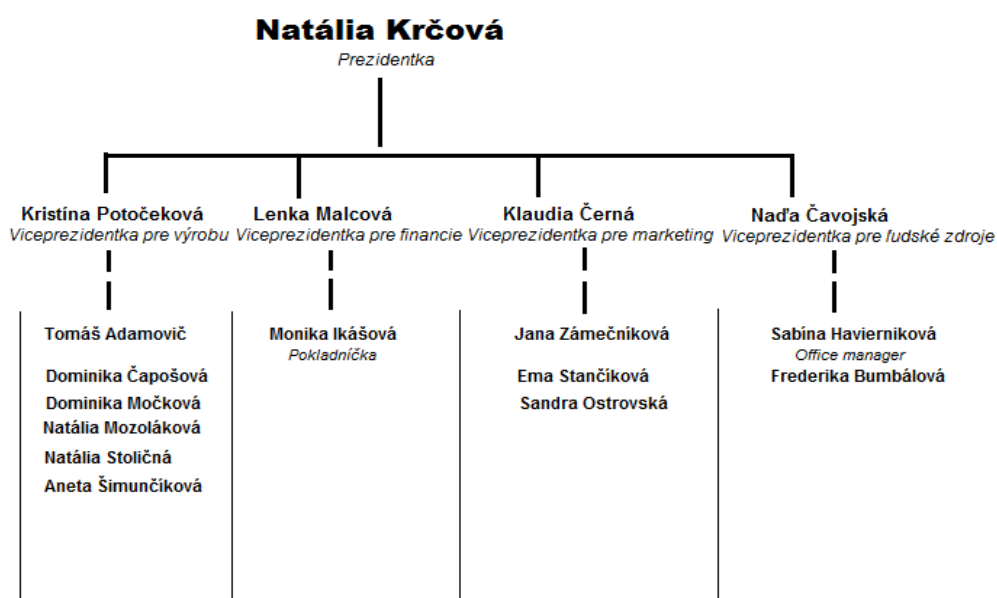 Natália Krčová
Prezidentka
Kristína Potočeková
Viceprezidentka pre výrobu
Lenka Malcová
Viceprezidentka pre financie
Klaudia Černá
Viceprezidentka pre marketing
Naďa Čavojská
Viceprezidentka pre ľudské zdroje
Tomáš Adamovič
Dominika Čapošová
Dominika Močková
Natália Mozoláková
Natália Stoličná
Aneta Šimunčíková
Monika Ikášová
Pokladníčka
Jana Zámečníková
Ema Stančíková
Sandra Ostrovská
Sabína Havierniková
Office manager
Frederika Bumbálová